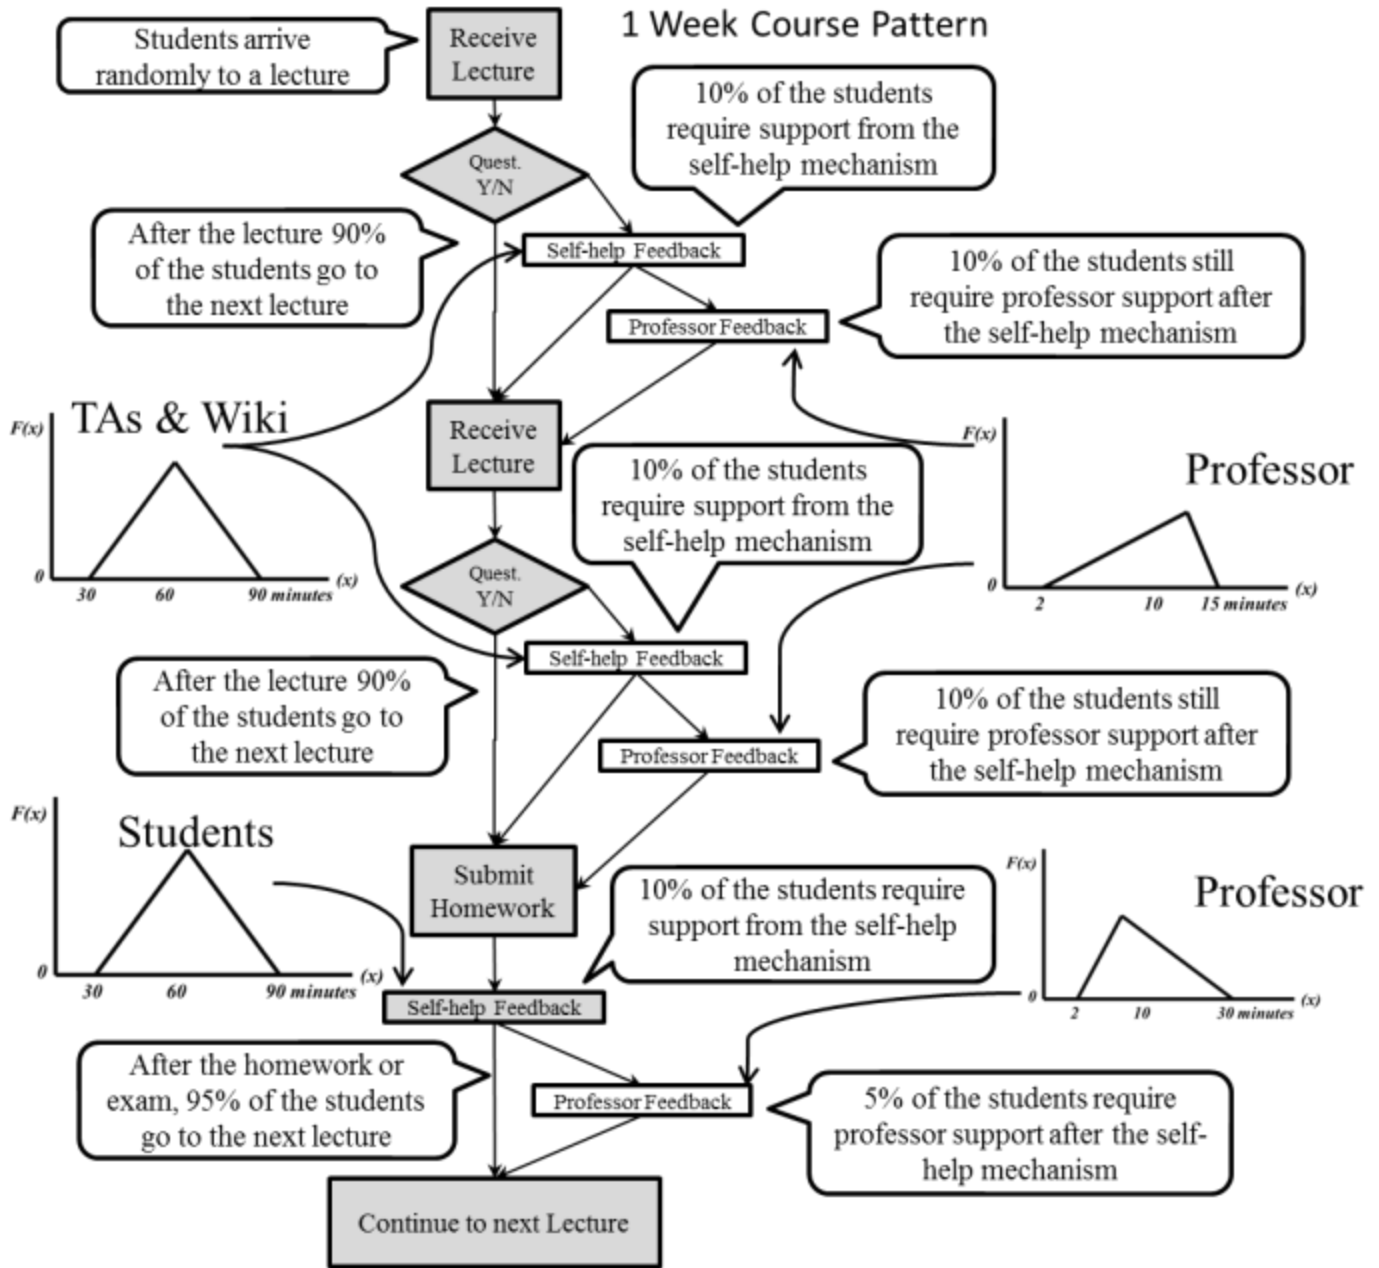 1 Week Course Pattern
Students arrive
randomly to a lecture
Receive
Lecture
10% of the students
require support from the
self-help mechanism
Quest.
Y/N
After the lecture 90%
of the students go to
the next lecture
Self-help Feedback
10% of the students still
require professor support after
the self-help mechanism
Professor Feedback
TAs & Wiki
F(x)
0
30 60 90 minutes
(x)
Receive
Lecture
10% of the students
require support from the
self-help mechanism
F(x)
Professor
0
2 10 15 minutes
(x)
Quest.
Y/N
Self-help Feedback
After the lecture 90%
of the students go to
the next lecture
10% of the students still
require professor support after
the self-help mechanism
Professor Feedback
Students
F(x)
0
30 60 90 minutes
(x)
Submit
Homework
10% of the students require
support from the self-help
mechanism
F(x)
Professor
0
2 10 30 minutes
(x)
Self-help Feedback
After the homework or
exam, 95% of the students
go to the next lecture
Professor Feedback
5% of the students require
professor support after the self-
help mechanism
Continue to next Lecture